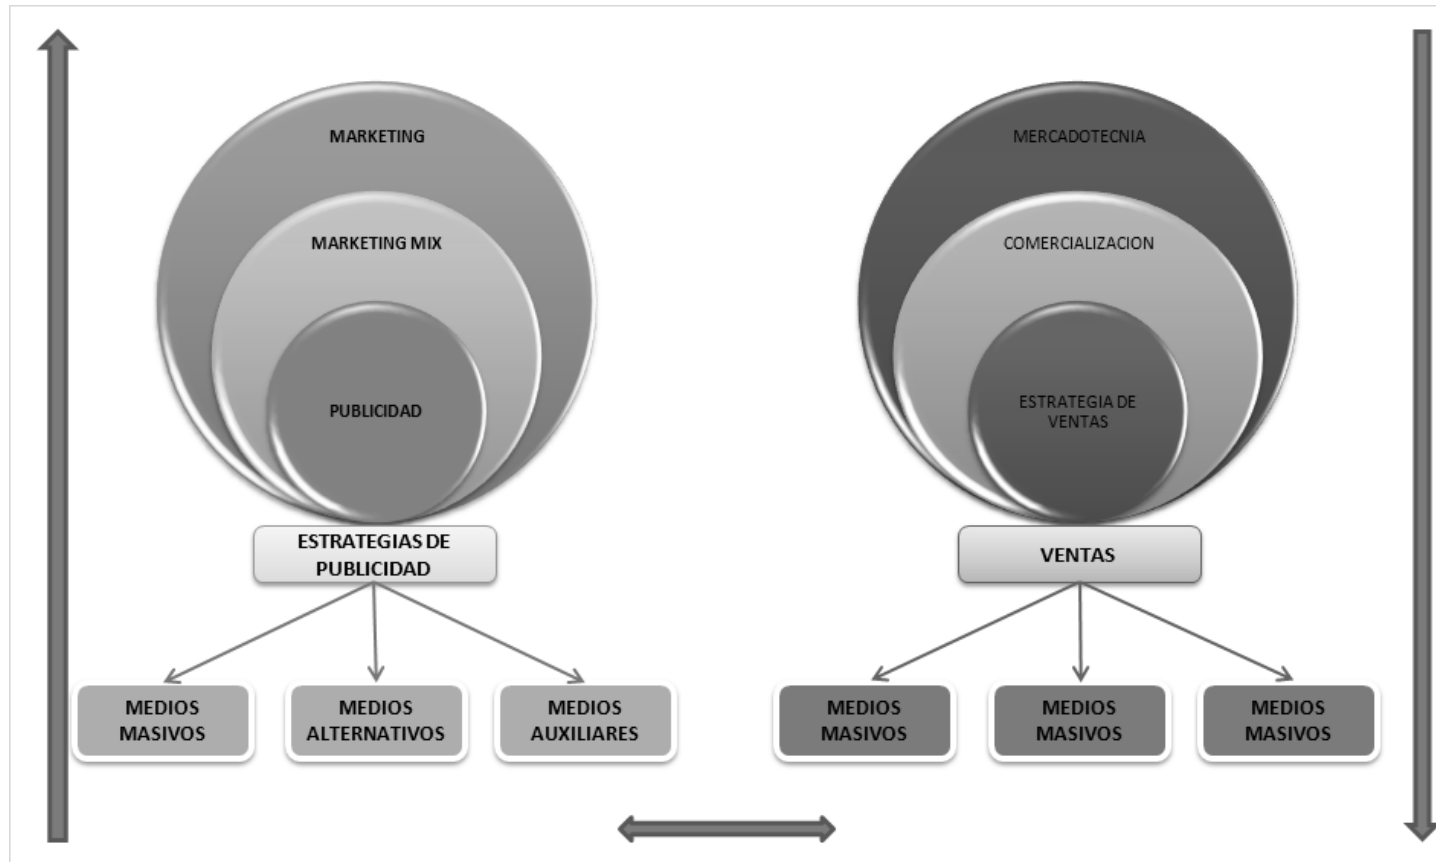 MARKETING
MARKETING MIX
PUBLICIDAD
ESTRATEGIAS DE
PUBLICIDAD
MEDIOS
MASIVOS
MEDIOS
ALTERNATIVOS
MEDIOS
AUXILIARES
MERCADOTECNIA
COMERCIALIZACION
ESTRATEGIA DE
VENTAS
VENTAS
MEDIOS
MASIVOS
MEDIOS
MASIVOS
MEDIOS
MASIVOS